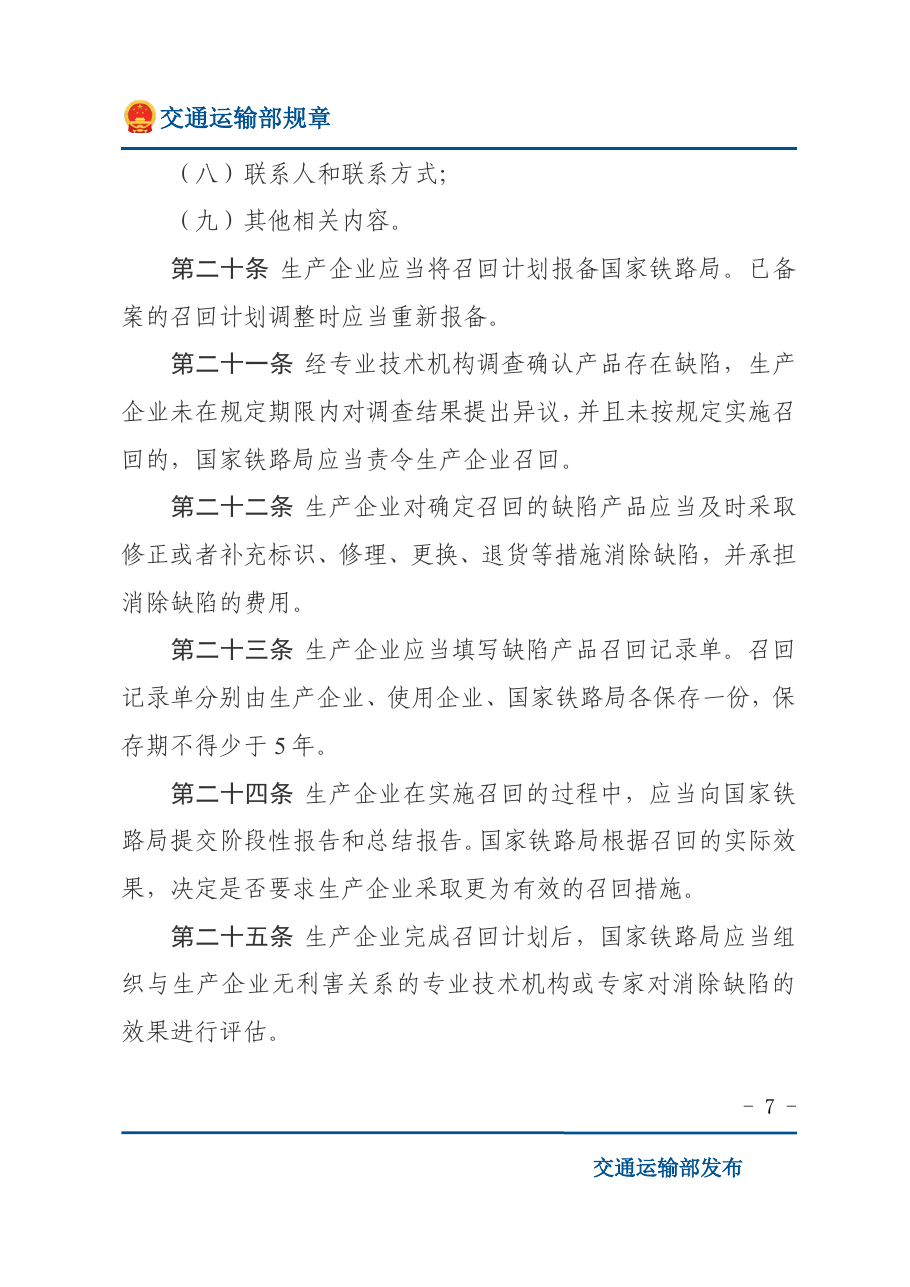 交通运输部规章
（八）联系人和联系方式；
（九）其他相关内容。
第二十条 生产企业应当将召回计划报备国家铁路局。已备
案的召回计划调整时应当重新报备。
第二十一条 经专业技术机构调查确认产品存在缺陷，生产
企业未在规定期限内对调查结果提出异议，并且未按规定实施召
回的，国家铁路局应当责令生产企业召回。
第二十二条 生产企业对确定召回的缺陷产品应当及时采取
修正或者补充标识、修理、更换、退货等措施消除缺陷，并承担
消除缺陷的费用。
第二十三条 生产企业应当填写缺陷产品召回记录单。召回
记录单分别由生产企业、使用企业、国家铁路局各保存一份，保
存期不得少于 5 年。
第二十四条 生产企业在实施召回的过程中，应当向国家铁
路局提交阶段性报告和总结报告。国家铁路局根据召回的实际效
果，决定是否要求生产企业采取更为有效的召回措施。
第二十五条 生产企业完成召回计划后，国家铁路局应当组
织与生产企业无利害关系的专业技术机构或专家对消除缺陷的
效果进行评估。
- 7 -
交通运输部发布